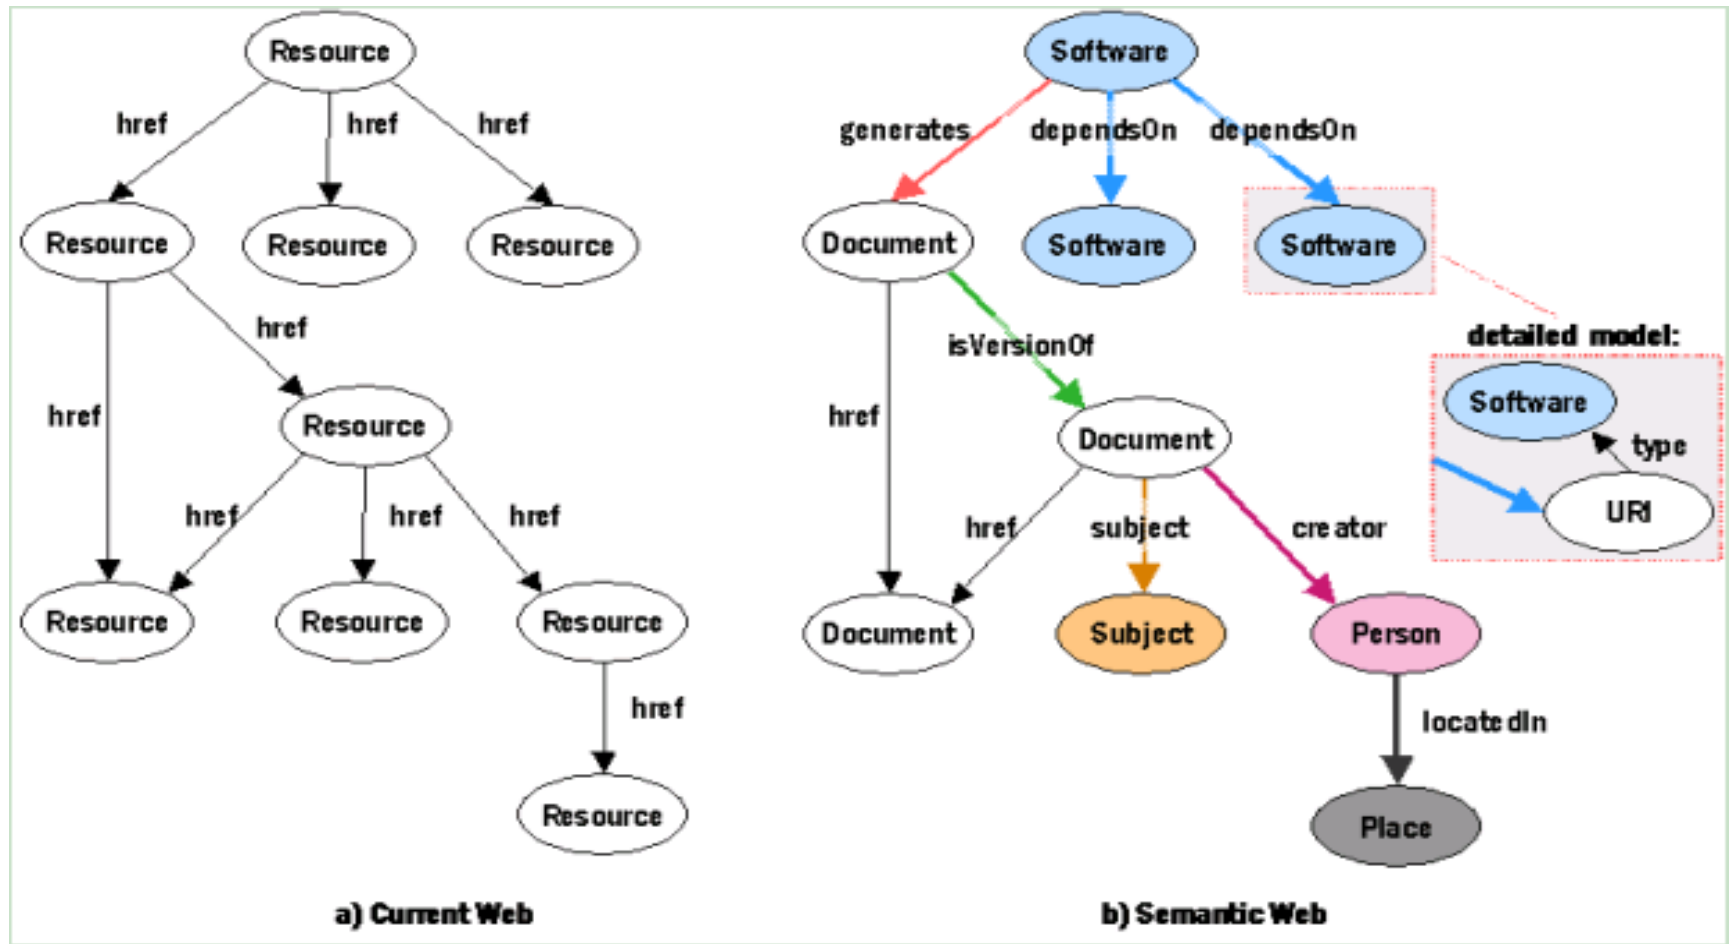 Resource
href
href
href
Resource
Resource
Resource
href
href
Resource
href
href
href
Resource
Resource
Resource
href
Resource
a) Current Web
Software
generates
dependsOn
dependsOn
Document
Software
Software
isVersionOf
detailed model:
Software
type
URI
href
Document
href
subject
creator
Document
Subject
Person
locatedIn
Place
b) Semantic Web